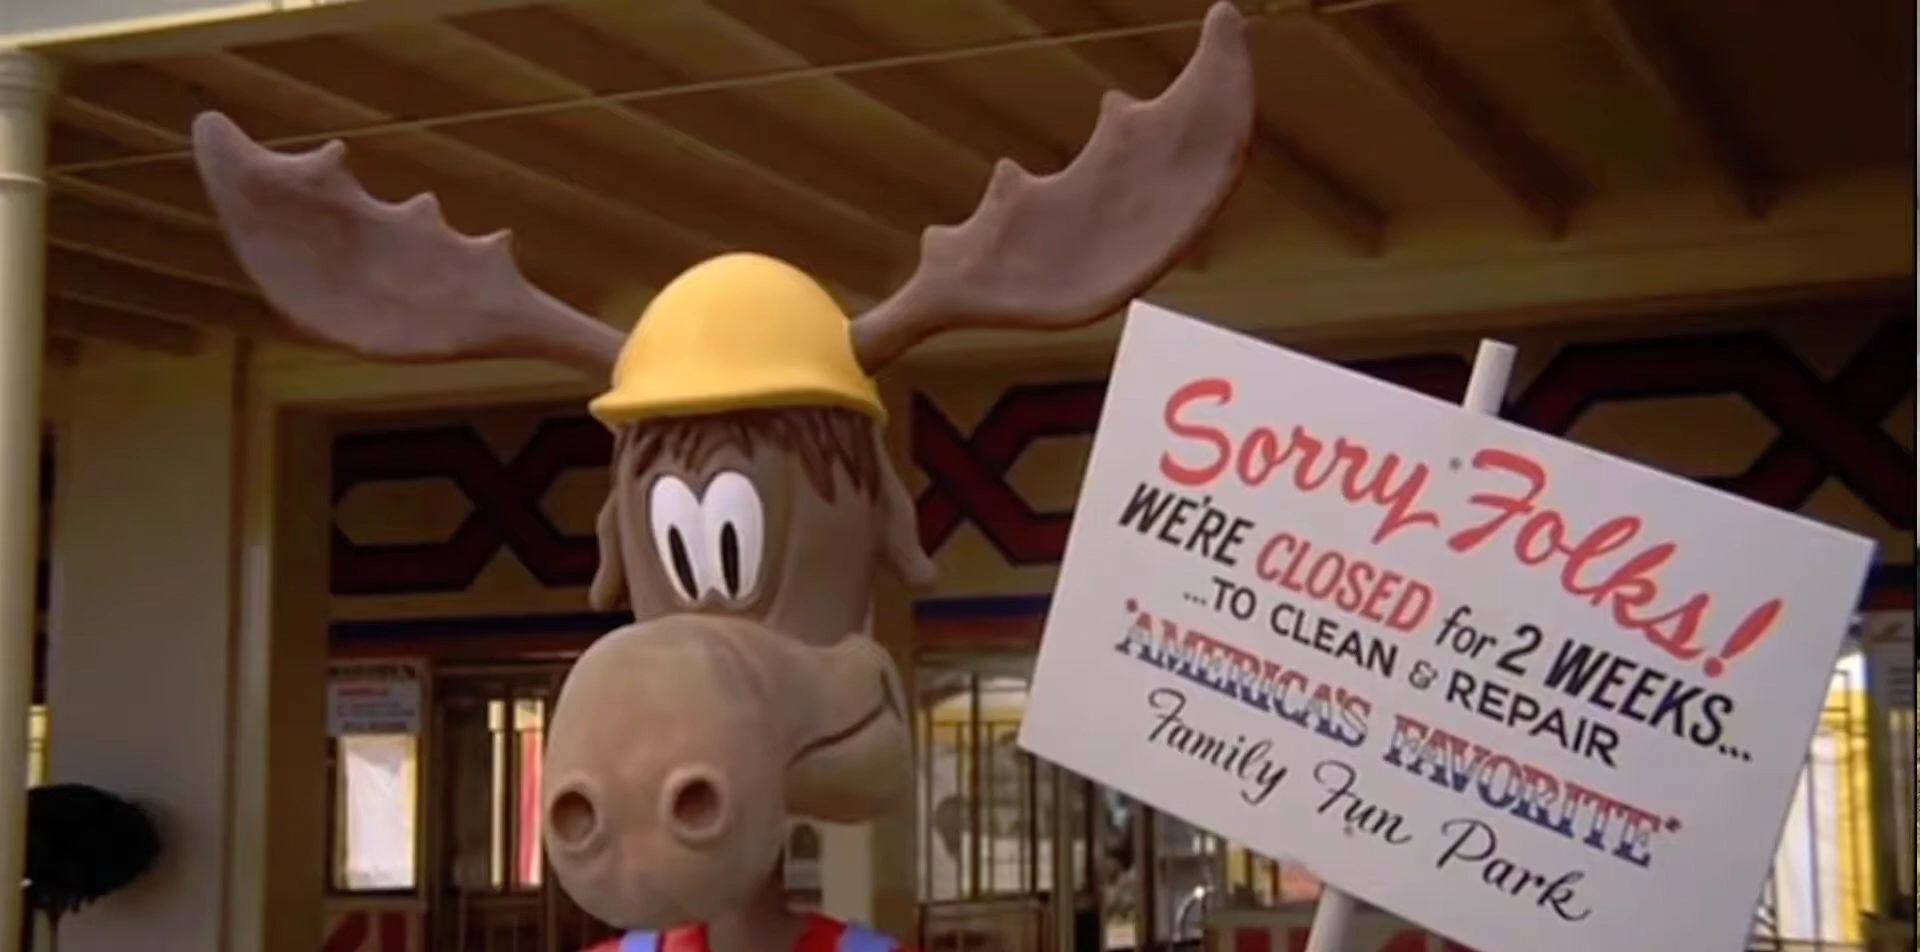 Sorry Folks!
WE'RE CLOSED for 2 WEEKS...
...TO CLEAN & REPAIR
"AMERICA'S FAVORITE"
Family Fun Park